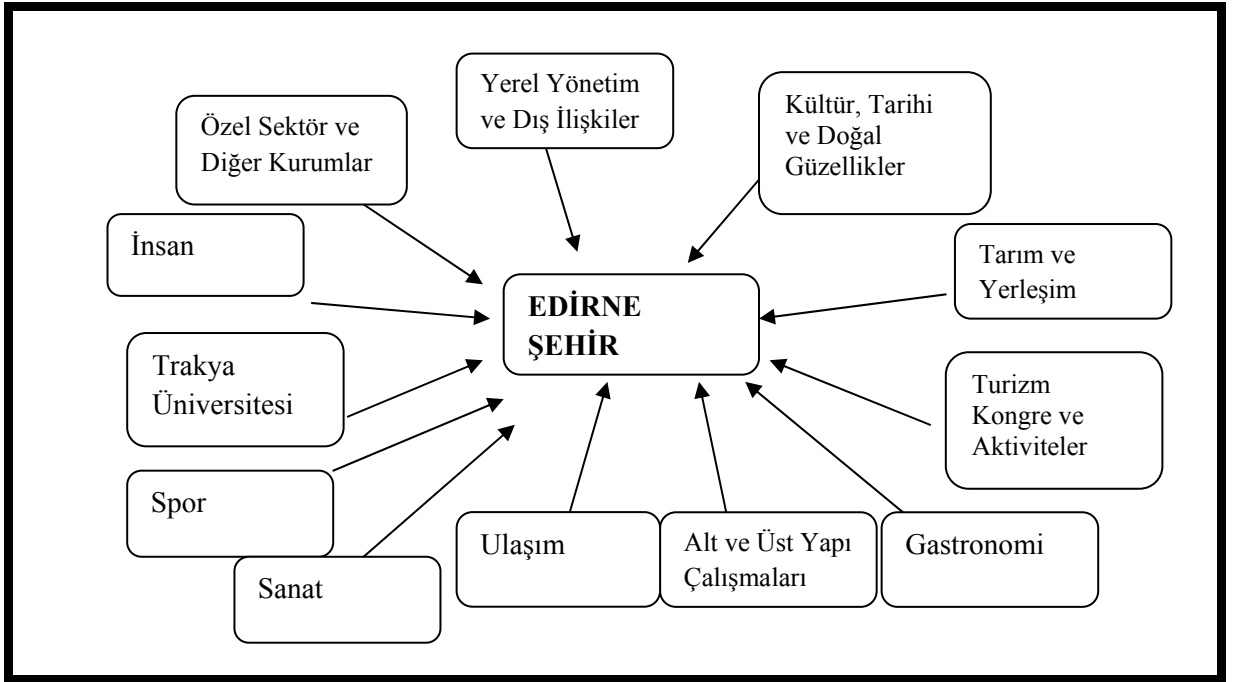 Yerel Yönetim
ve Dış İlişkiler
Kültür, Tarihi
ve Doğal
Güzellikler
Özel Sektör ve
Diğer Kurumlar
İnsan
Tarım ve
Yerleşim
EDİRNE
ŞEHİR
Trakya
Üniversitesi
Turizm
Kongre ve
Aktiviteler
Spor
Ulaşım
Alt ve Üst Yapı
Çalışmaları
Gastronomi
Sanat